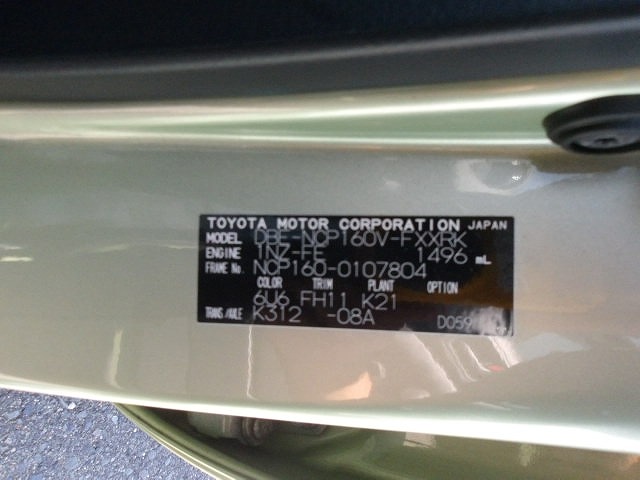 TOYOTA MOTOR CORPORATION JAPAN
MODEL DBE-NCP160V-FXXRK
ENGINE 1NZ-FE 1496 mL
FRAME No. NCP160-0107804
COLOR TRIM PLANT OPTION
6U6 FH11 K21
TRANS/AXLE K312 -08A